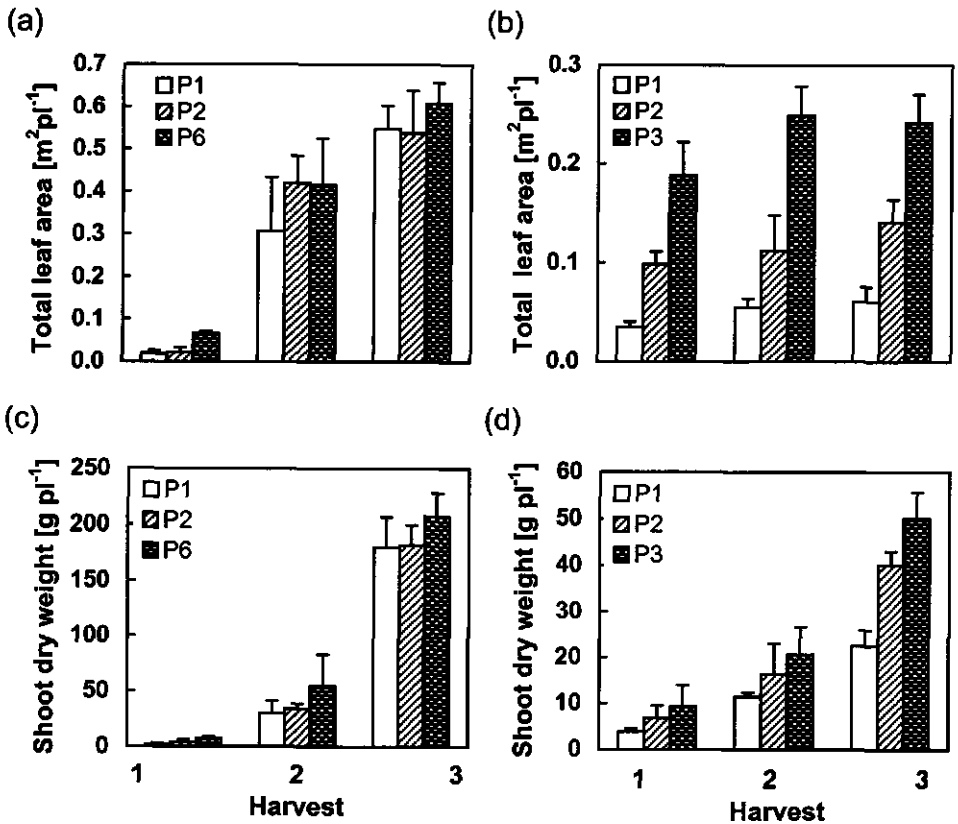 (a)
Total leaf area [m²pl⁻¹]
0.7
0.6
0.5
0.4
0.3
0.2
0.1
0.0
P1
P2
P6
(b)
Total leaf area [m²pl⁻¹]
0.3
0.2
0.1
0.0
P1
P2
P3
(c)
Shoot dry weight [g pl⁻¹]
250
200
150
100
50
0
P1
P2
P6
1 2 3
Harvest
(d)
Shoot dry weight [g pl⁻¹]
60
50
40
30
20
10
0
P1
P2
P3
1 2 3
Harvest